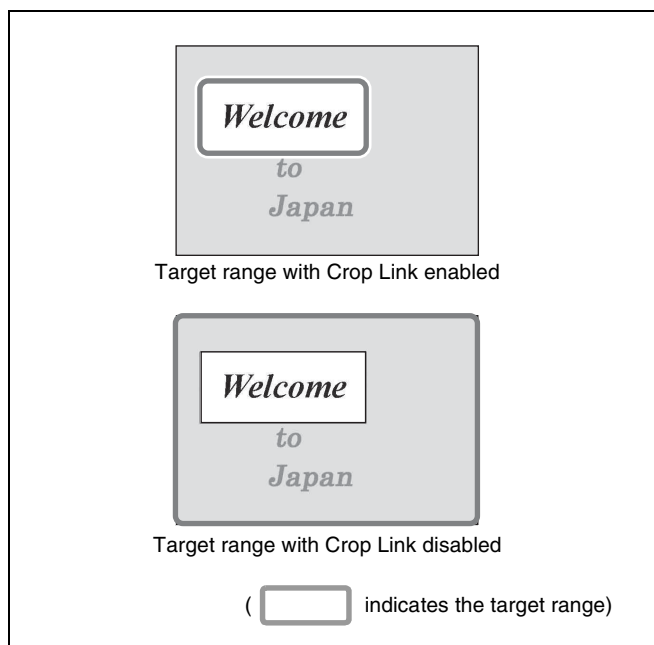 Welcome
to
Japan
Target range with Crop Link enabled
Welcome
to
Japan
Target range with Crop Link disabled
( indicates the target range)